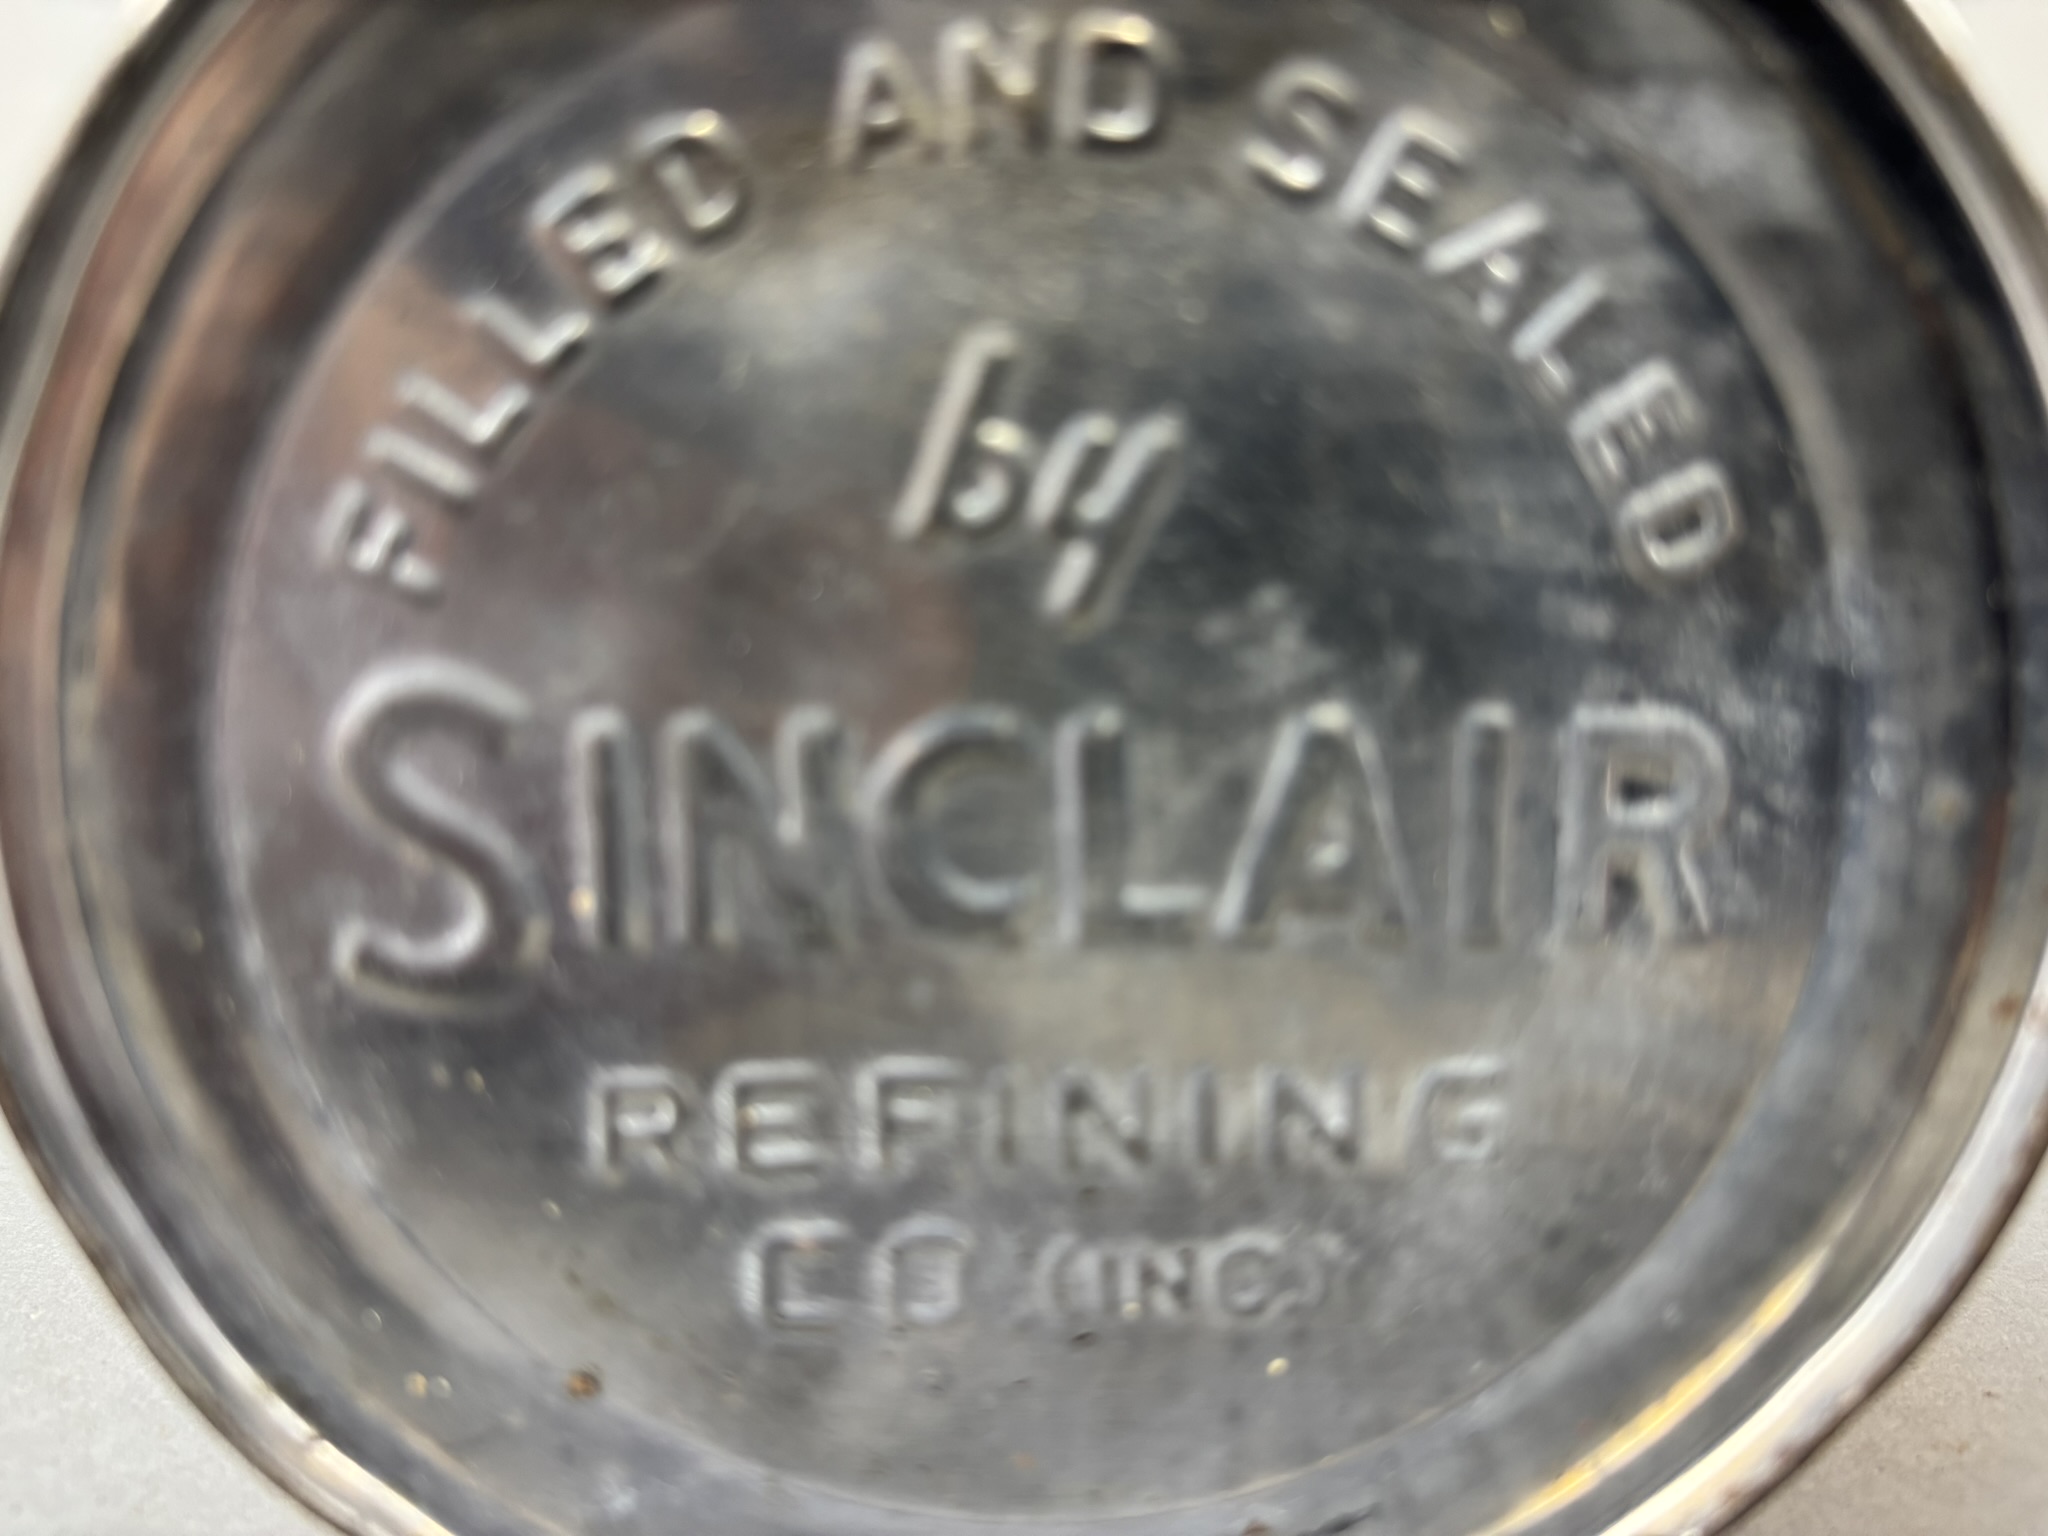 FILLED AND SEALED
by
SINCLAIR
REFINING
CO (INC)